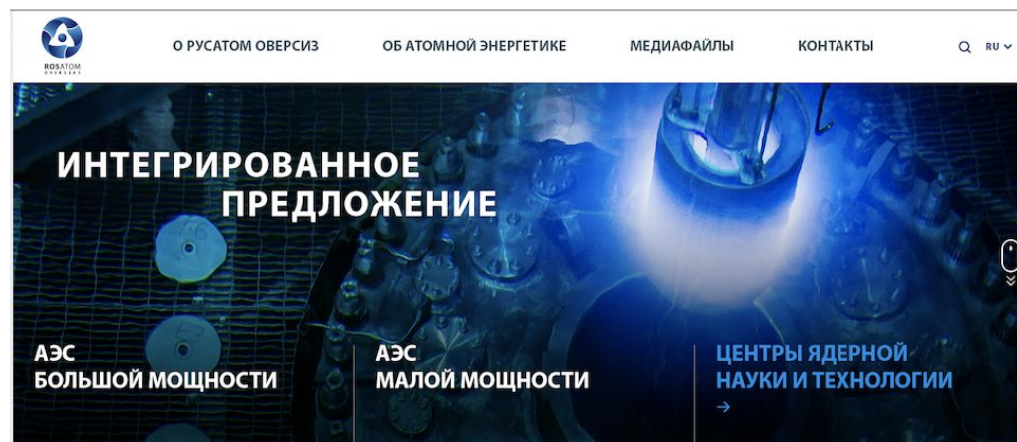 О РУСАТОМ ОВЕРСИЗ
ОБ АТОМНОЙ ЭНЕРГЕТИКЕ
МЕДИАФАЙЛЫ
КОНТАКТЫ
RU
ROSATOM
ОВЕРСИЗ
ИНТЕГРИРОВАННОЕ
ПРЕДЛОЖЕНИЕ
АЭС
БОЛЬШОЙ МОЩНОСТИ
АЭС
МАЛОЙ МОЩНОСТИ
ЦЕНТРЫ ЯДЕРНОЙ
НАУКИ И ТЕХНОЛОГИИ